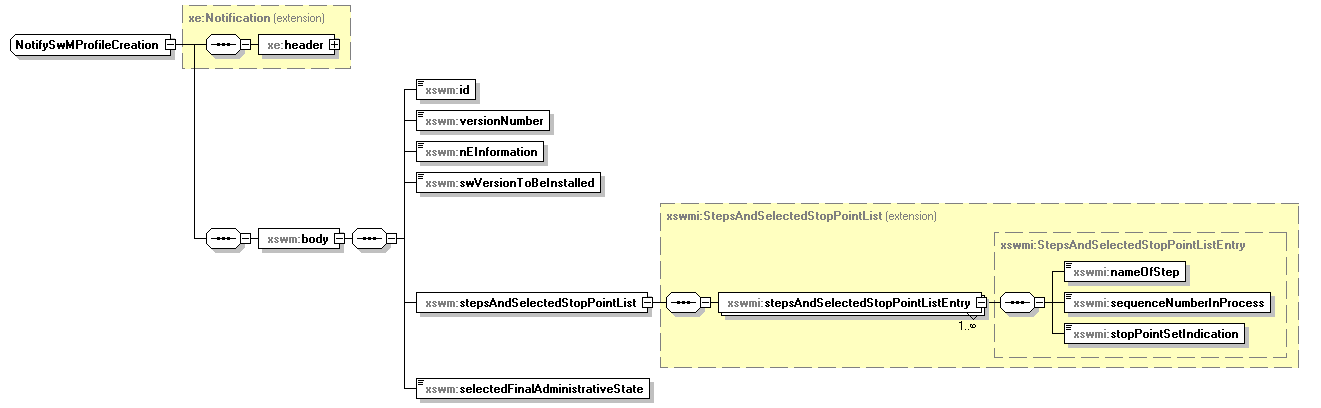 xe:Notification (extension)
NotifySwMProfileCreation
xe:header
xswm:id
xswm:versionNumber
xswm:nEInformation
xswm:swVersionToBeInstalled
xswm:body
xswmi:StepsAndSelectedStopPointList (extension)
xswmi:StepsAndSelectedStopPointListEntry
xswmi:nameOfStep
xswm:stepsAndSelectedStopPointList
xswmi:stepsAndSelectedStopPointListEntry
1..∞
xswmi:sequenceNumberInProcess
xswmi:stopPointSetIndication
xswm:selectedFinalAdministrativeState